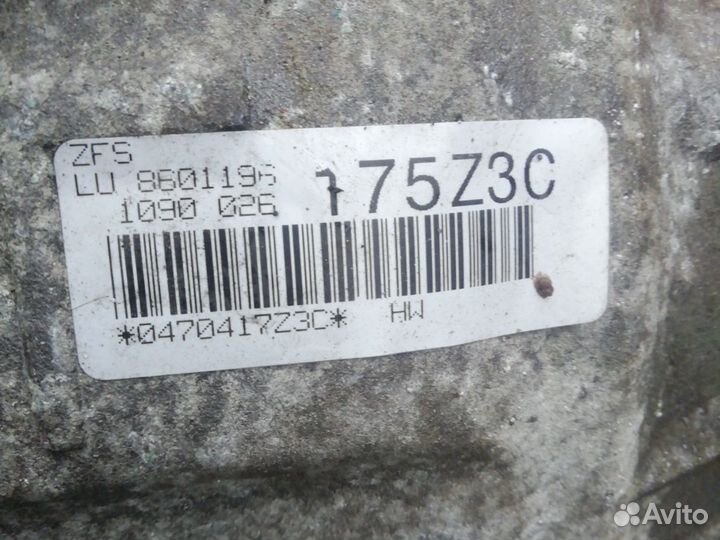 ZFS
LU 8601196
1090 026
175Z3C
*0470417Z3C* HW
Avito